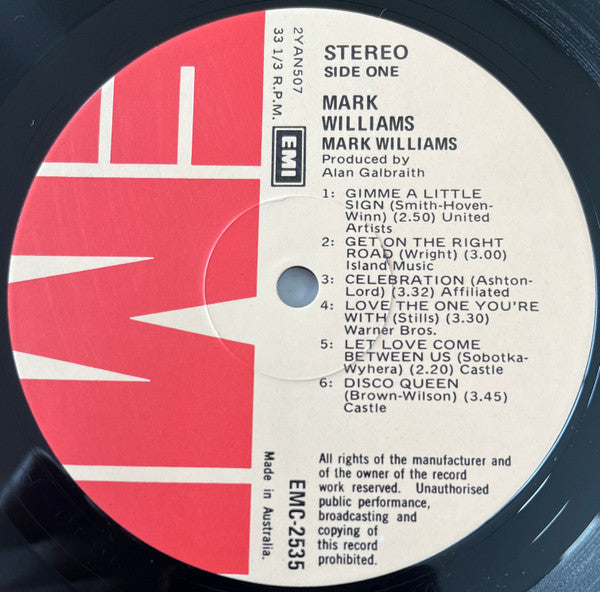 STEREO
SIDE ONE
2YAN507
33 1/3 R.P.M.
EMI
MARK
WILLIAMS
MARK WILLIAMS
Produced by
Alan Galbraith
1: GIMME A LITTLE
SIGN (Smith-Hoven-
Winn) (2.50) United
Artists
2: GET ON THE RIGHT
ROAD (Wright) (3.00)
Island Music
3: CELEBRATION (Ashton-
Lord) (3.32) Affiliated
4: LOVE THE ONE YOU'RE
WITH (Stills) (3.30)
Warner Bros.
5: LET LOVE COME
BETWEEN US (Sobotka-
Wyhera) (2.20) Castle
6: DISCO QUEEN
(Brown-Wilson) (3.45)
Castle
All rights of the manufacturer and
of the owner of the record
work reserved. Unauthorised
public performance,
broadcasting and
copying of
this record
prohibited.
EMC-2535
Made in Australia.
EMI